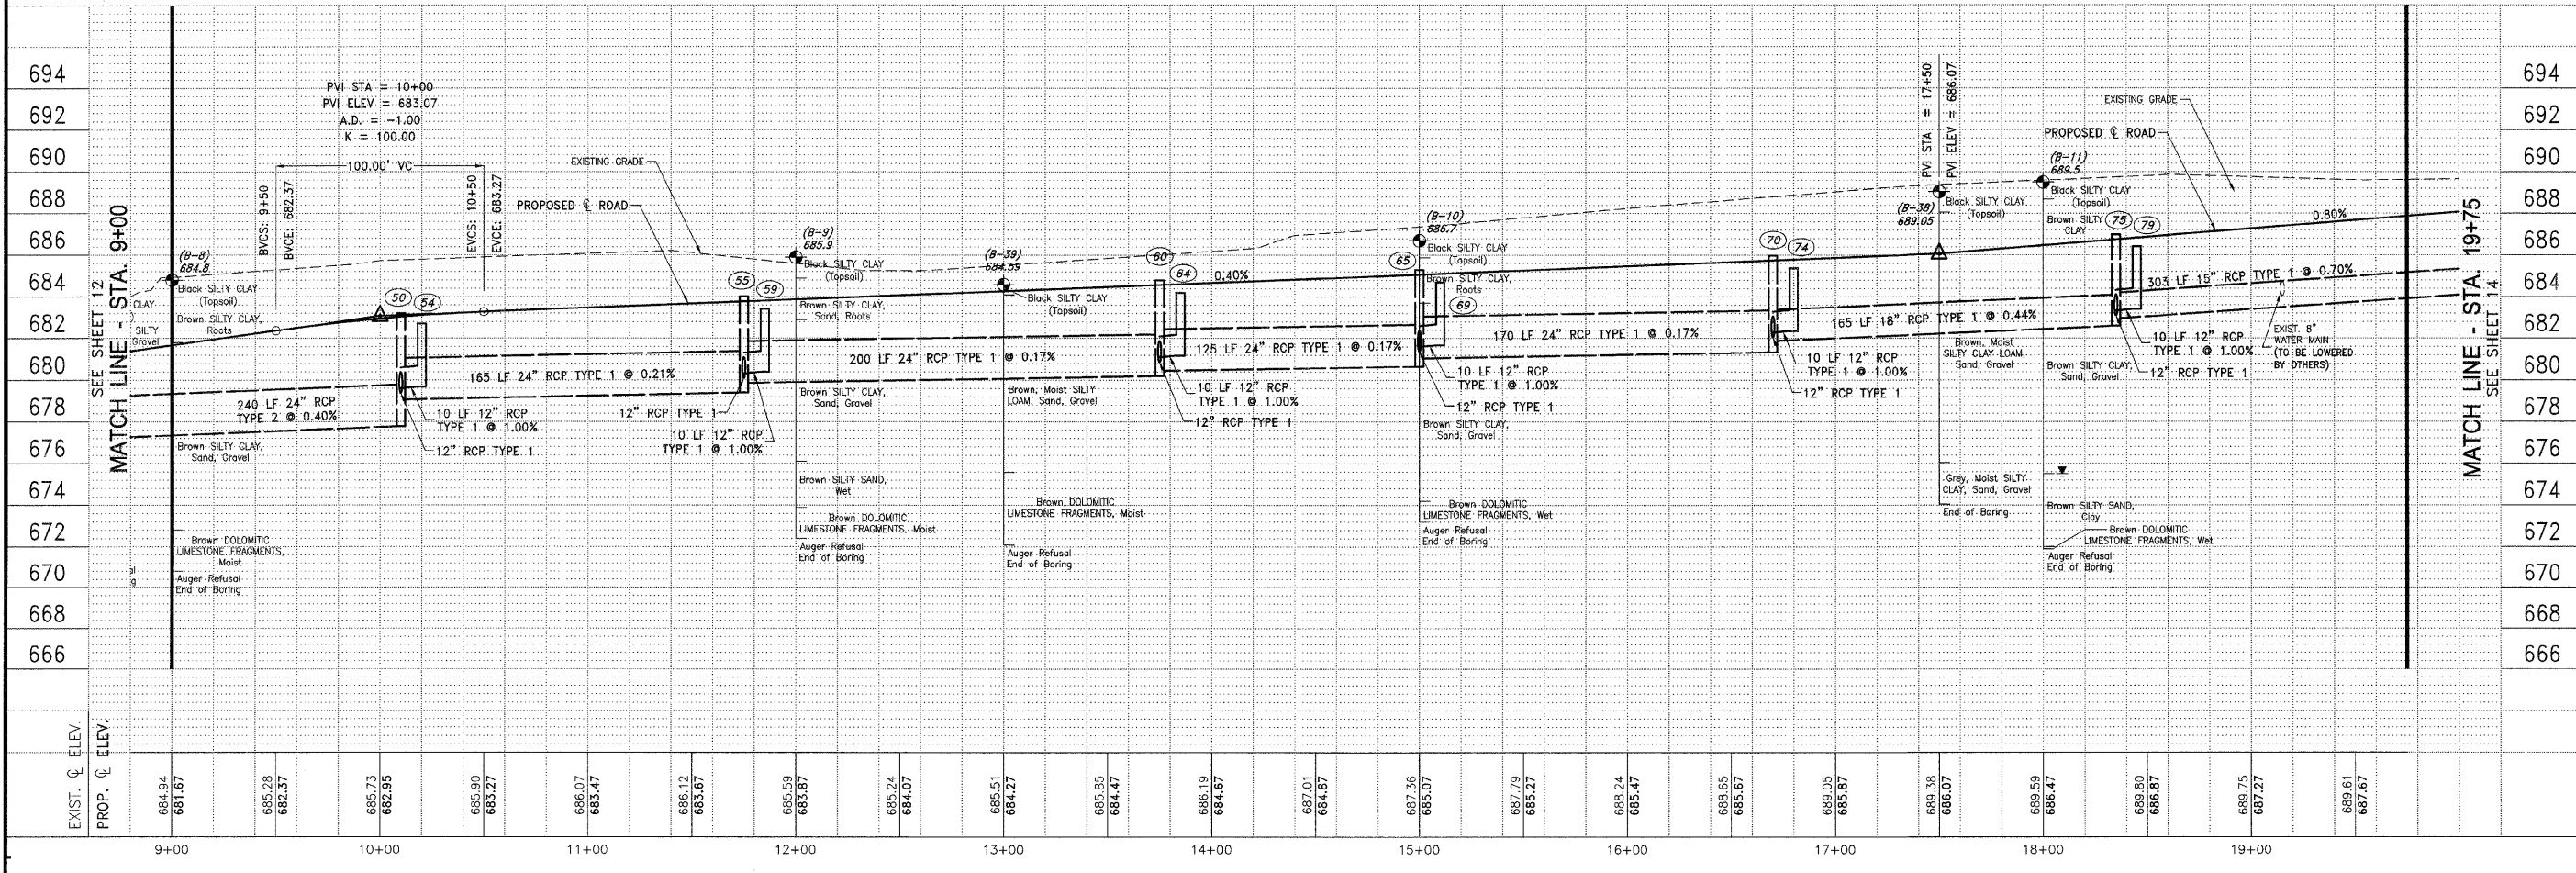 694
692
690
688
686
684
682
680
678
676
674
672
670
668
666
694
692
690
688
686
684
682
680
678
676
674
672
670
668
666
SEE SHEET 12
MATCH LINE - STA. 9+00
MATCH LINE - STA. 19+75
SEE SHEET 14
PVI STA = 10+00
PVI ELEV = 683.07
A.D. = -1.00
K = 100.00
100.00' VC
BVCS: 9+50
BVCE: 682.37
EVCS: 10+50
EVCE: 683.27
EXISTING GRADE
PROPOSED ℄ ROAD
CLAY
SILTY
Gravel
(B-8)
684.8
Black SILTY CLAY
(Topsoil)
Brown SILTY CLAY,
Roots
240 LF 24" RCP
TYPE 2 @ 0.40%
Brown SILTY CLAY,
Sand, Gravel
Brown DOLOMITIC
LIMESTONE FRAGMENTS,
Moist
Auger Refusal
End of Boring
50
54
165 LF 24" RCP TYPE 1 @ 0.21%
10 LF 12" RCP
TYPE 1 @ 1.00%
12" RCP TYPE 1
55
59
12" RCP TYPE 1
10 LF 12" RCP
TYPE 1 @ 1.00%
(B-9)
685.9
Black SILTY CLAY
(Topsoil)
Brown SILTY CLAY,
Sand, Roots
200 LF 24" RCP TYPE 1 @ 0.17%
Brown SILTY CLAY,
Sand, Gravel
Brown SILTY SAND,
Wet
Brown DOLOMITIC
LIMESTONE FRAGMENTS, Moist
Auger Refusal
End of Boring
(B-39)
684.59
Black SILTY CLAY
(Topsoil)
Brown, Moist SILTY
LOAM, Sand, Gravel
Brown DOLOMITIC
LIMESTONE FRAGMENTS, Moist
Auger Refusal
End of Boring
60
64
0.40%
125 LF 24" RCP TYPE 1 @ 0.17%
10 LF 12" RCP
TYPE 1 @ 1.00%
12" RCP TYPE 1
(B-10)
686.7
Black SILTY CLAY
(Topsoil)
65
Brown SILTY CLAY,
Roots
69
170 LF 24" RCP TYPE 1 @ 0.17%
10 LF 12" RCP
TYPE 1 @ 1.00%
12" RCP TYPE 1
Brown SILTY CLAY,
Sand, Gravel
Brown DOLOMITIC
LIMESTONE FRAGMENTS, Wet
Auger Refusal
End of Boring
70
74
165 LF 18" RCP TYPE 1 @ 0.44%
10 LF 12" RCP
TYPE 1 @ 1.00%
12" RCP TYPE 1
PVI STA = 17+50
PVI ELEV = 686.07
(B-38)
689.05
Black SILTY CLAY
(Topsoil)
Brown, Moist
SILTY CLAY LOAM,
Sand, Gravel
Grey, Moist SILTY
CLAY, Sand, Gravel
End of Boring
EXISTING GRADE
PROPOSED ℄ ROAD
(B-11)
689.5
Black SILTY CLAY
(Topsoil)
Brown SILTY
CLAY
75
79
0.80%
303 LF 15" RCP TYPE 1 @ 0.70%
10 LF 12" RCP
TYPE 1 @ 1.00%
12" RCP TYPE 1
EXIST. 8"
WATER MAIN
(TO BE LOWERED
BY OTHERS)
Brown SILTY CLAY,
Sand, Gravel
Brown SILTY SAND,
Clay
Brown DOLOMITIC
LIMESTONE FRAGMENTS, Wet
Auger Refusal
End of Boring
EXIST. ℄ ELEV.
PROP. ℄ ELEV.
684.94
681.67
685.28
682.37
685.73
682.95
685.90
683.27
686.07
683.47
686.12
683.67
685.59
683.87
685.24
684.07
685.51
684.27
685.85
684.47
686.19
684.67
687.01
684.87
687.36
685.07
687.79
685.27
688.24
685.47
688.65
685.67
689.05
685.87
689.38
686.07
689.59
686.47
689.80
686.87
689.75
687.27
689.61
687.67
9+00
10+00
11+00
12+00
13+00
14+00
15+00
16+00
17+00
18+00
19+00